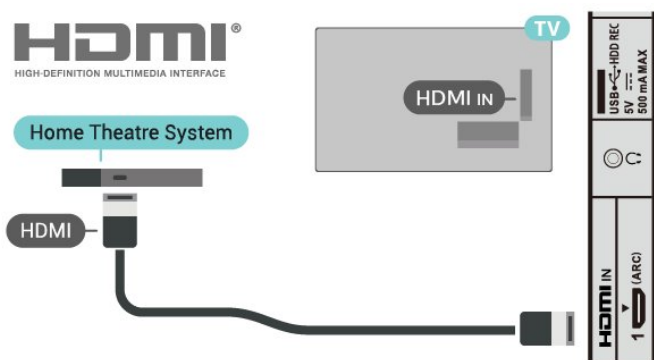 HDMI®
HIGH-DEFINITION MULTIMEDIA INTERFACE
TV
HDMI IN
Home Theatre System
HDMI
USB HDD REC
5V
500 mA MAX
HDMI IN
1 (ARC)